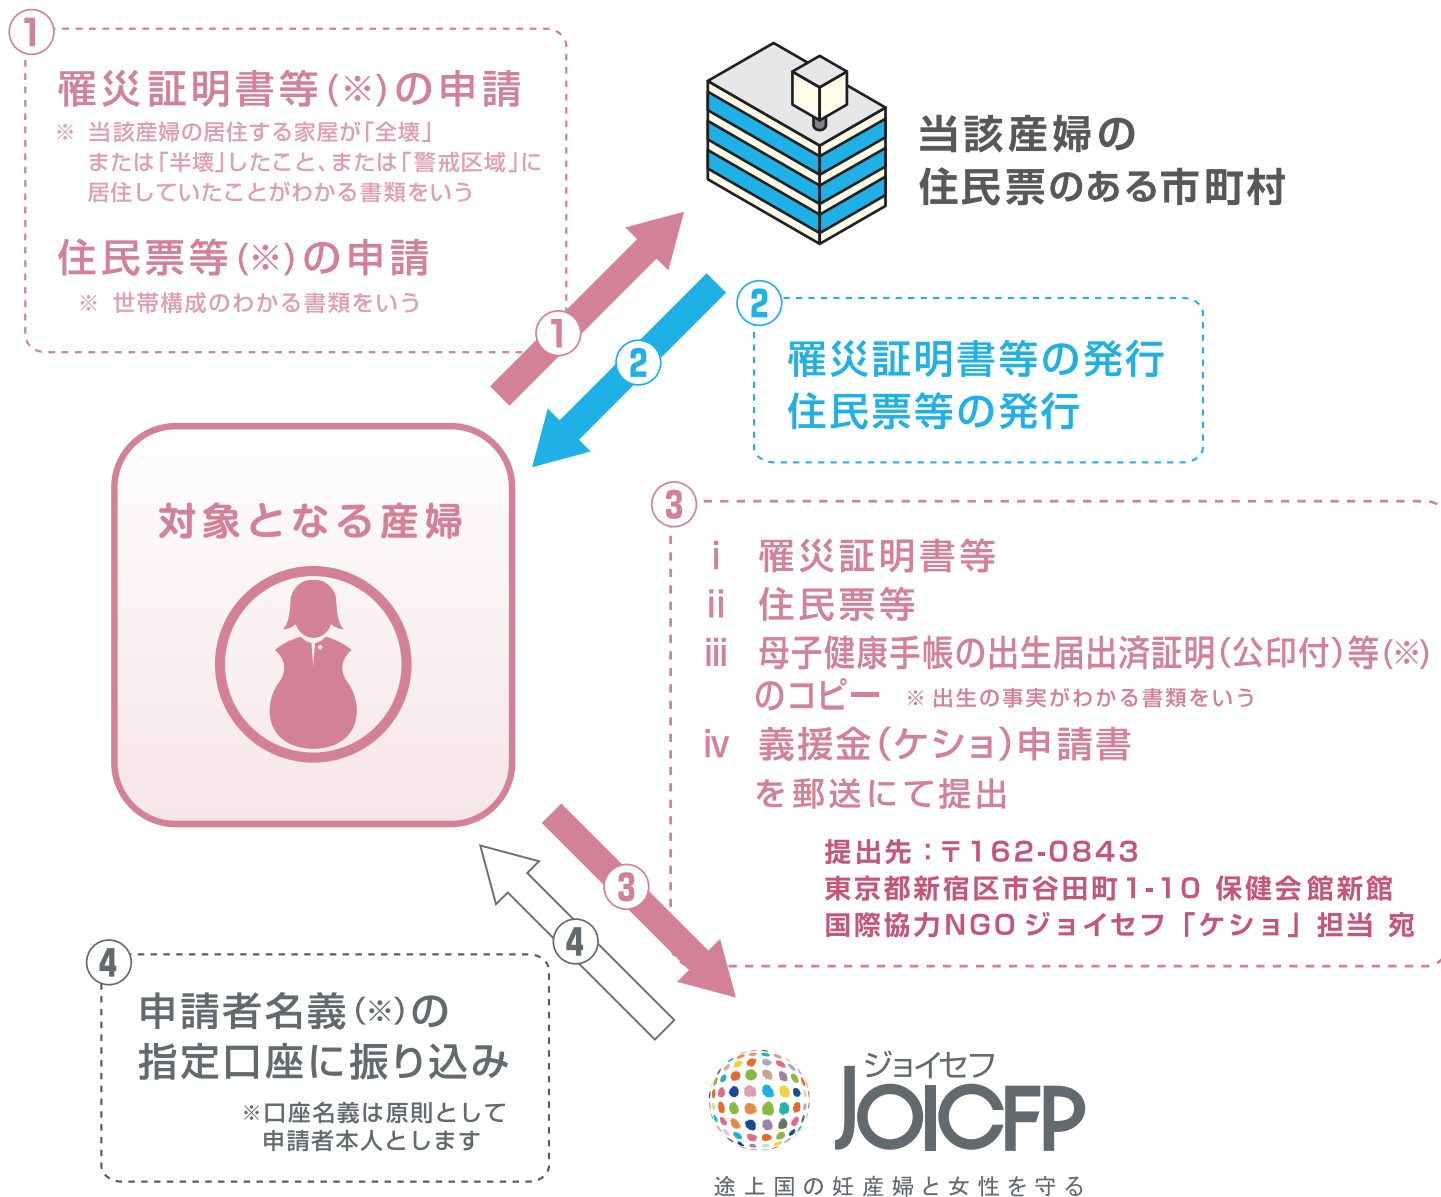 1
罹災証明書等(※)の申請
※ 当該産婦の居住する家屋が「全壊」
または「半壊」したこと、または「警戒区域」に
居住していたことがわかる書類をいう
住民票等(※)の申請
※ 世帯構成のわかる書類をいう
当該産婦の
住民票のある市町村
1
2
2
罹災証明書等の発行
住民票等の発行
対象となる産婦
3
i 罹災証明書等
ii 住民票等
iii 母子健康手帳の出生届出済証明(公印付)等(※)
のコピー ※ 出生の事実がわかる書類をいう
iv 義援金(ケショ)申請書
を郵送にて提出
提出先:〒162-0843
東京都新宿区市谷田町1-10 保健会館新館
国際協力NGOジョイセフ「ケショ」担当 宛
3
4
4
申請者名義(※)の
指定口座に振り込み
※口座名義は原則として
申請者本人とします
ジョイセフ
JOICFP
途上国の妊産婦と女性を守る